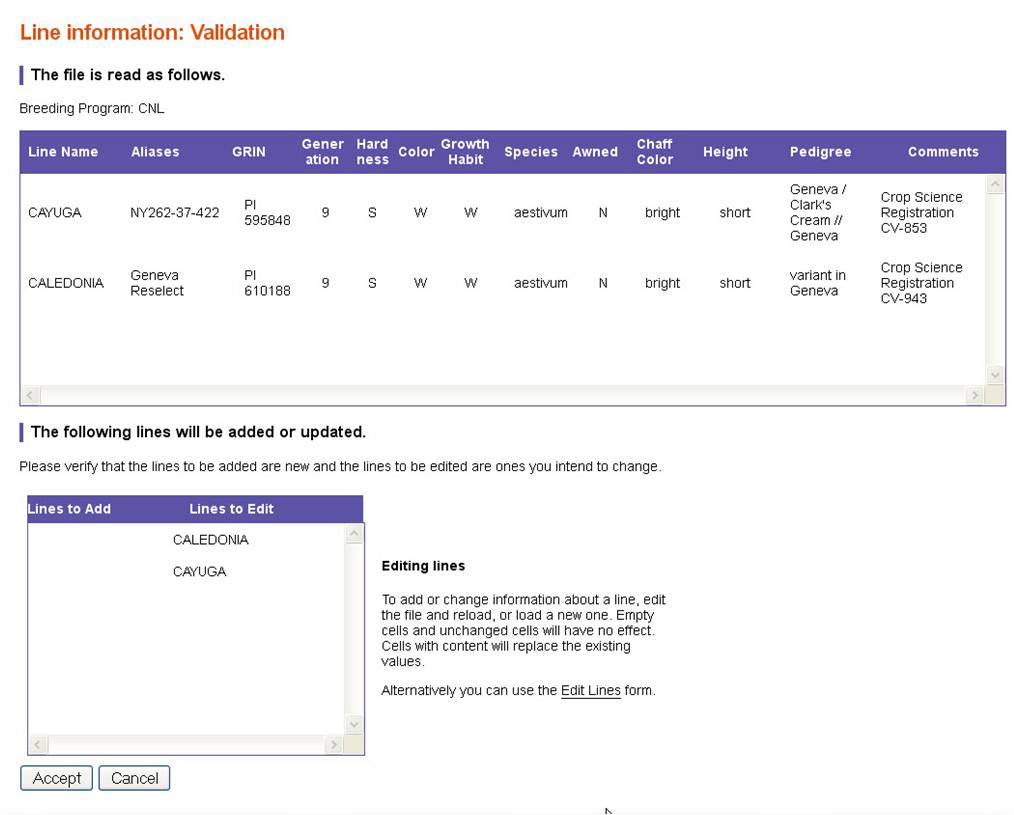 Line information: Validation
The file is read as follows.
Breeding Program: CNL
Line Name Aliases GRIN Gener ation Hard ness Color Growth Habit Species Awned Chaff Color Height Pedigree Comments
CAYUGA NY262-37-422 PI 595848 9 S W W aestivum N bright short Geneva / Clark's Cream // Geneva Crop Science Registration CV-853
CALEDONIA Geneva Reselect PI 610188 9 S W W aestivum N bright short variant in Geneva Crop Science Registration CV-943
The following lines will be added or updated.
Please verify that the lines to be added are new and the lines to be edited are ones you intend to change.
Lines to Add Lines to Edit
CALEDONIA
CAYUGA
Editing lines
To add or change information about a line, edit
the file and reload, or load a new one. Empty
cells and unchanged cells will have no effect.
Cells with content will replace the existing
values.
Alternatively you can use the Edit Lines form.
Accept Cancel